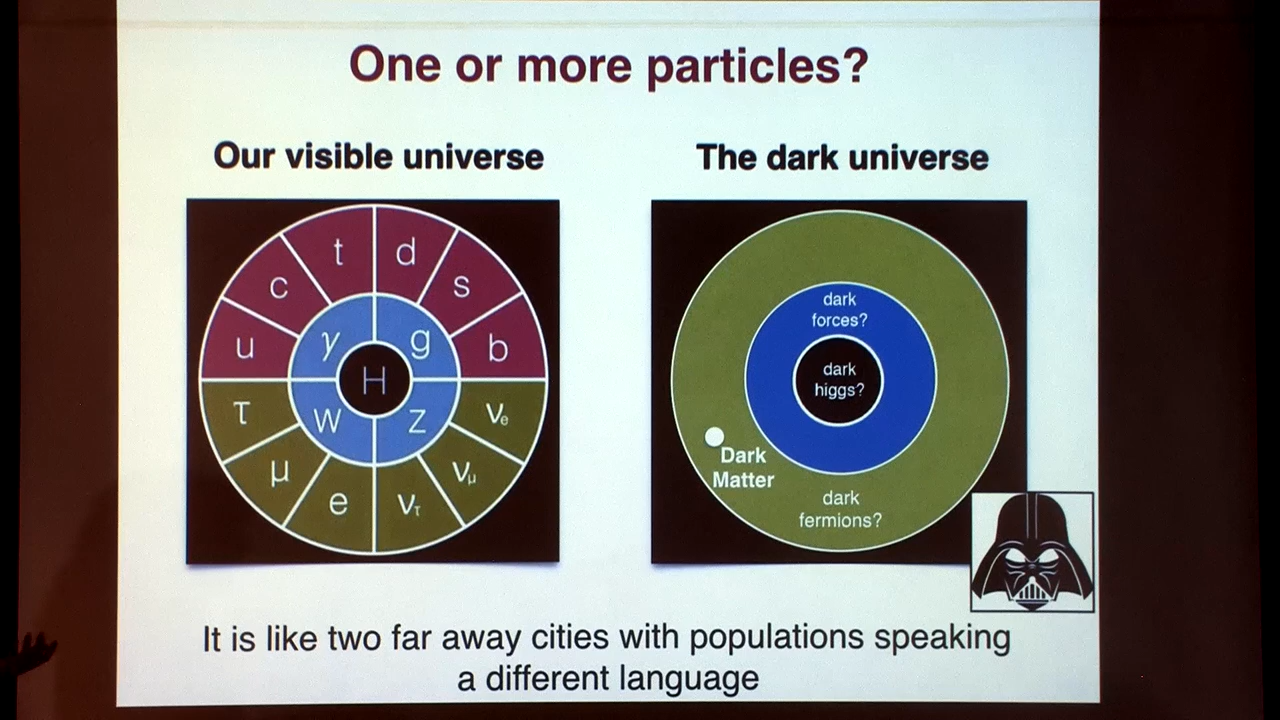 One or more particles?
Our visible universe
The dark universe
t
d
c
s
u
b
γ
g
H
W
Z
τ
νe
μ
νμ
e
ντ
dark
forces?
dark
higgs?
Dark
Matter
dark
fermions?
It is like two far away cities with populations speaking
a different language